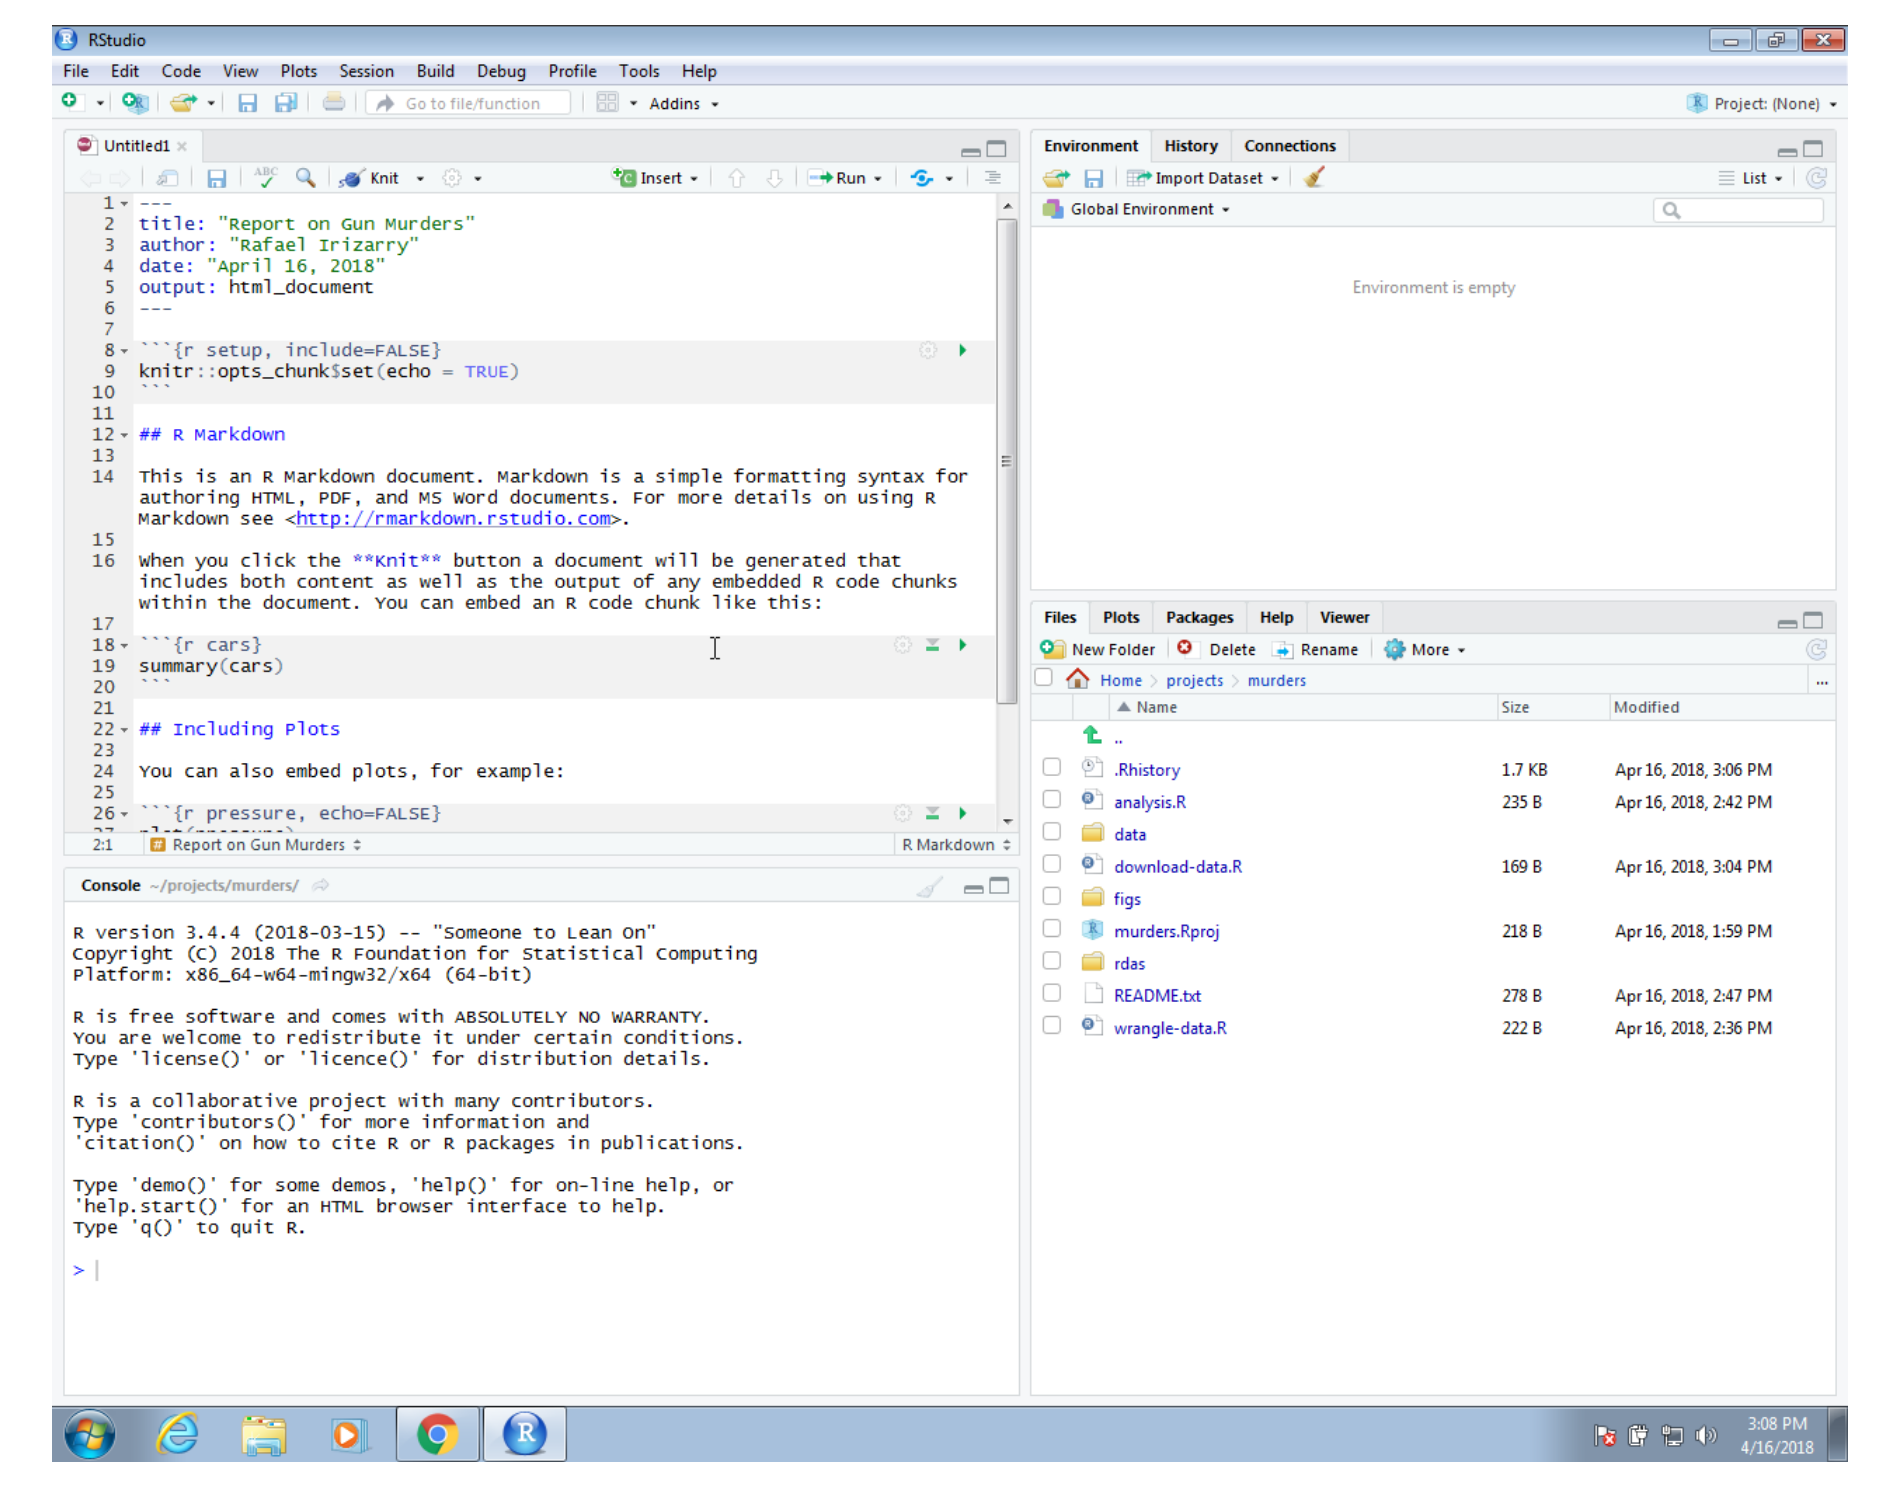 RStudio
File Edit Code View Plots Session Build Debug Profile Tools Help
Go to file/function Addins Project: (None)
Untitled1
ABC Knit Insert Run
1 ---
2 title: "Report on Gun Murders"
3 author: "Rafael Irizarry"
4 date: "April 16, 2018"
5 output: html_document
6 ---
7
8 ```{r setup, include=FALSE}
9 knitr::opts_chunk$set(echo = TRUE)
10 ```
11
12 ## R Markdown
13
14 This is an R Markdown document. Markdown is a simple formatting syntax for
authoring HTML, PDF, and MS Word documents. For more details on using R
Markdown see <http://rmarkdown.rstudio.com>.
15
16 When you click the **Knit** button a document will be generated that
includes both content as well as the output of any embedded R code chunks
within the document. You can embed an R code chunk like this:
17
18 ```{r cars}
19 summary(cars)
20 ```
21
22 ## Including Plots
23
24 You can also embed plots, for example:
25
26 ```{r pressure, echo=FALSE}
27 plot(pressure)
2:1 # Report on Gun Murders R Markdown
Console ~/projects/murders/
R version 3.4.4 (2018-03-15) -- "Someone to Lean On"
Copyright (C) 2018 The R Foundation for Statistical Computing
Platform: x86_64-w64-mingw32/x64 (64-bit)
R is free software and comes with ABSOLUTELY NO WARRANTY.
You are welcome to redistribute it under certain conditions.
Type 'license()' or 'licence()' for distribution details.
R is a collaborative project with many contributors.
Type 'contributors()' for more information and
'citation()' on how to cite R or R packages in publications.
Type 'demo()' for some demos, 'help()' for on-line help, or
'help.start()' for an HTML browser interface to help.
Type 'q()' to quit R.
>
Environment History Connections
Import Dataset List
Global Environment
Environment is empty
Files Plots Packages Help Viewer
New Folder Delete Rename More
Home > projects > murders ...
Name Size Modified
..
.Rhistory 1.7 KB Apr 16, 2018, 3:06 PM
analysis.R 235 B Apr 16, 2018, 2:42 PM
data
download-data.R 169 B Apr 16, 2018, 3:04 PM
figs
murders.Rproj 218 B Apr 16, 2018, 1:59 PM
rdas
README.txt 278 B Apr 16, 2018, 2:47 PM
wrangle-data.R 222 B Apr 16, 2018, 2:36 PM
R
3:08 PM
4/16/2018